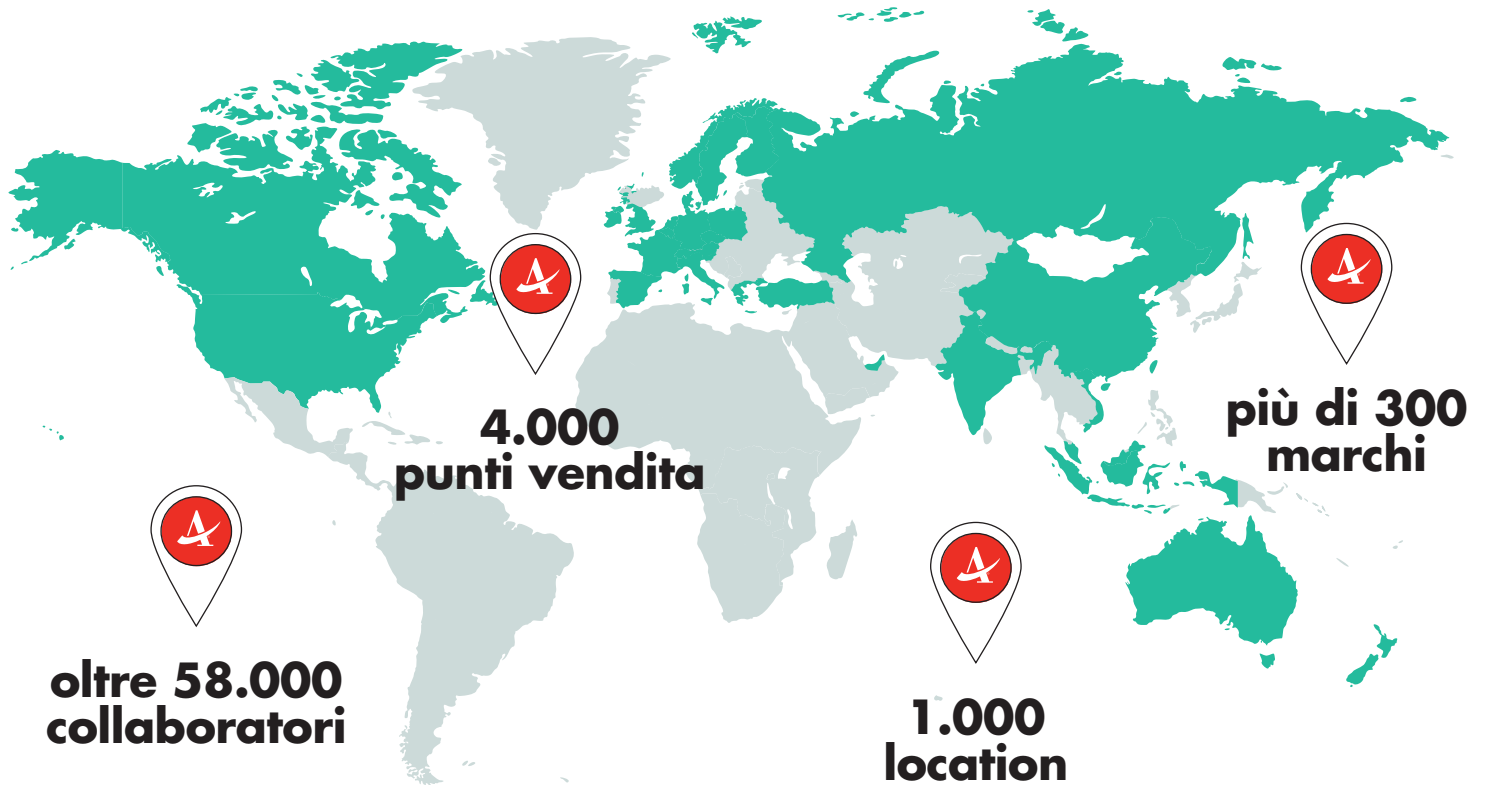 4.000
punti vendita
più di 300
marchi
oltre 58.000
collaboratori
1.000
location